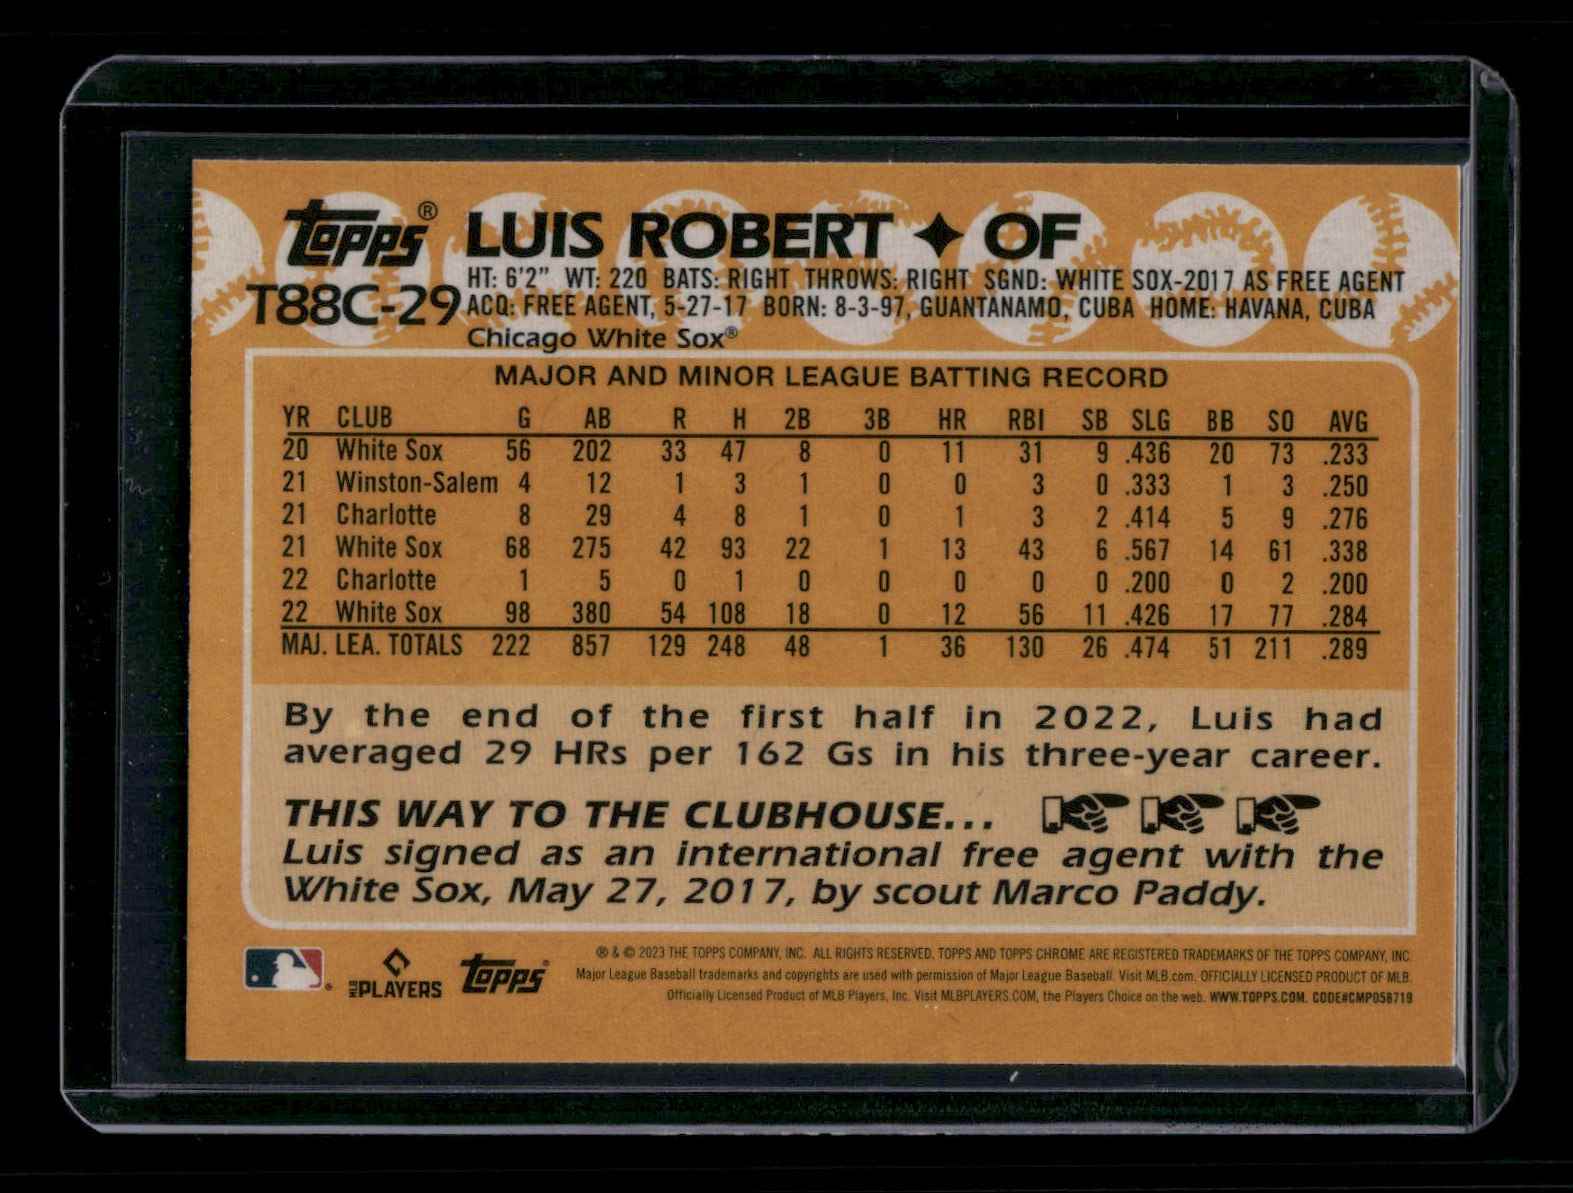 topps® LUIS ROBERT ✦ OF
T88C-29
HT: 6'2" WT: 220 BATS: RIGHT THROWS: RIGHT SGND: WHITE SOX-2017 AS FREE AGENT
ACQ: FREE AGENT, 5-27-17 BORN: 8-3-97, GUANTANAMO, CUBA HOME: HAVANA, CUBA
Chicago White Sox®
MAJOR AND MINOR LEAGUE BATTING RECORD
YR CLUB G AB R H 2B 3B HR RBI SB SLG BB SO AVG
20 White Sox 56 202 33 47 8 0 11 31 9 .436 20 73 .233
21 Winston-Salem 4 12 1 3 1 0 0 3 0 .333 1 3 .250
21 Charlotte 8 29 4 8 1 0 1 3 2 .414 5 9 .276
21 White Sox 68 275 42 93 22 1 13 43 6 .567 14 61 .338
22 Charlotte 1 5 0 1 0 0 0 0 0 .200 0 2 .200
22 White Sox 98 380 54 108 18 0 12 56 11 .426 17 77 .284
MAJ. LEA. TOTALS 222 857 129 248 48 1 36 130 26 .474 51 211 .289
By the end of the first half in 2022, Luis had
averaged 29 HRs per 162 Gs in his three-year career.
THIS WAY TO THE CLUBHOUSE...
Luis signed as an international free agent with the
White Sox, May 27, 2017, by scout Marco Paddy.
MLB PLAYERS topps®
® & © 2023 THE TOPPS COMPANY, INC. ALL RIGHTS RESERVED. TOPPS AND TOPPS CHROME ARE REGISTERED TRADEMARKS OF THE TOPPS COMPANY, INC.
Major League Baseball trademarks and copyrights are used with permission of Major League Baseball. Visit MLB.com. OFFICIALLY LICENSED PRODUCT OF MLB.
Officially Licensed Product of MLB Players, Inc. Visit MLBPLAYERS.COM, the Players Choice on the web. WWW.TOPPS.COM. CODE#CMP058719